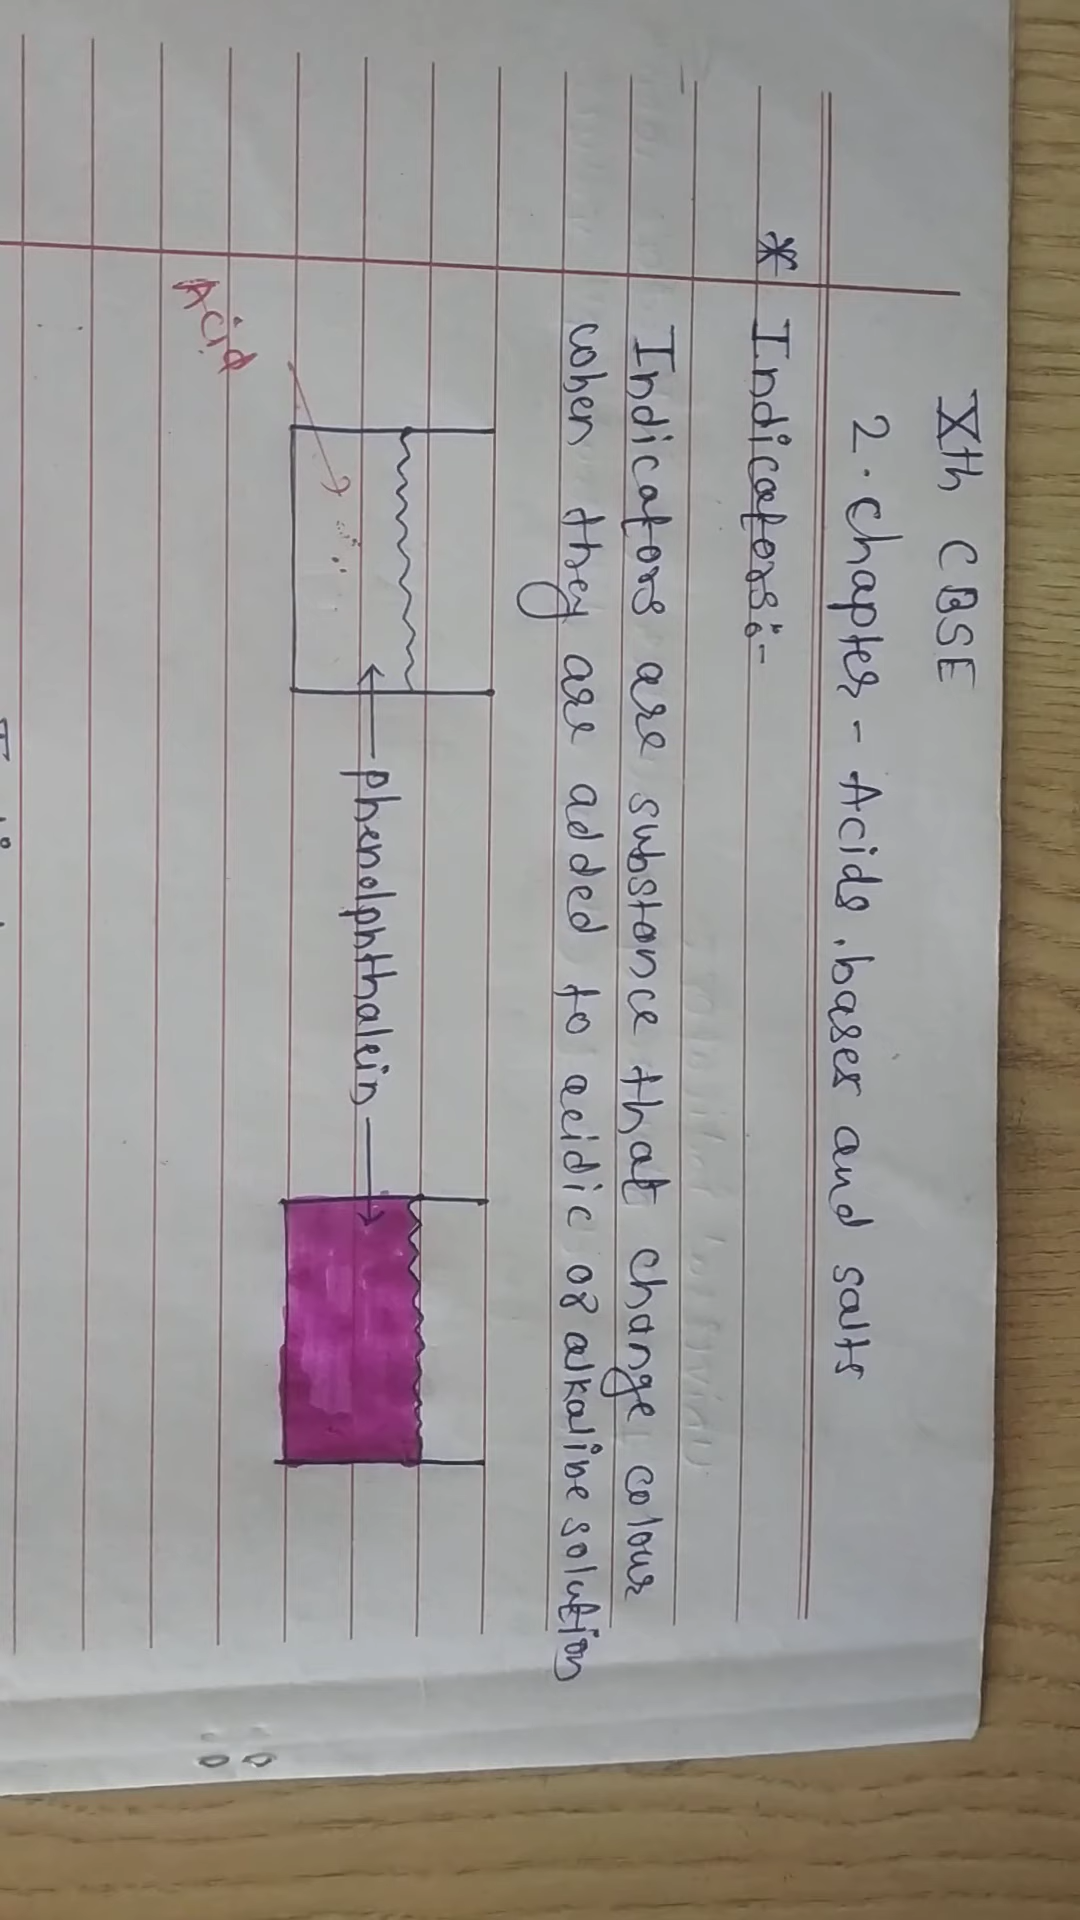 Xth CBSE
2. Chapter - Acids, bases and salts
* Indicators:-
Indicators are substance that change colour
when they are added to acidic or alkaline solution
phenolphthalein
Acid